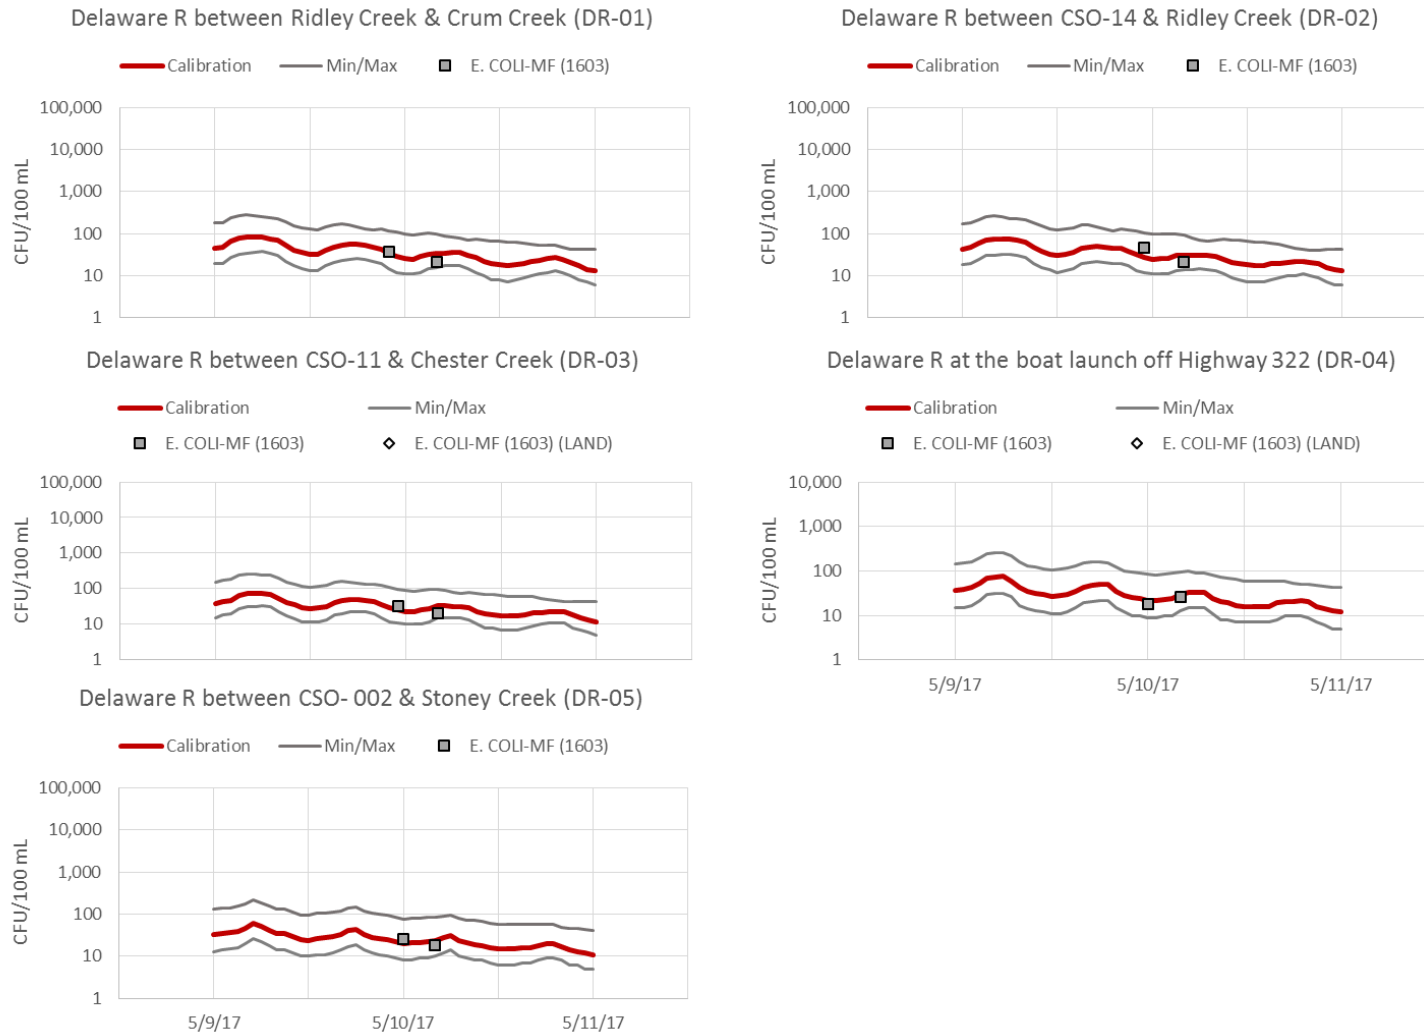 Delaware R between Ridley Creek & Crum Creek (DR-01)
Calibration Min/Max E. COLI-MF (1603)
100,000
10,000
1,000
100
10
1
CFU/100 mL
Delaware R between CSO-14 & Ridley Creek (DR-02)
Calibration Min/Max E. COLI-MF (1603)
100,000
10,000
1,000
100
10
1
CFU/100 mL
Delaware R between CSO-11 & Chester Creek (DR-03)
Calibration Min/Max
E. COLI-MF (1603) E. COLI-MF (1603) (LAND)
100,000
10,000
1,000
100
10
1
CFU/100 mL
Delaware R at the boat launch off Highway 322 (DR-04)
Calibration Min/Max
E. COLI-MF (1603) E. COLI-MF (1603) (LAND)
10,000
1,000
100
10
1
CFU/100 mL
5/9/17 5/10/17 5/11/17
Delaware R between CSO- 002 & Stoney Creek (DR-05)
Calibration Min/Max E. COLI-MF (1603)
100,000
10,000
1,000
100
10
1
CFU/100 mL
5/9/17 5/10/17 5/11/17